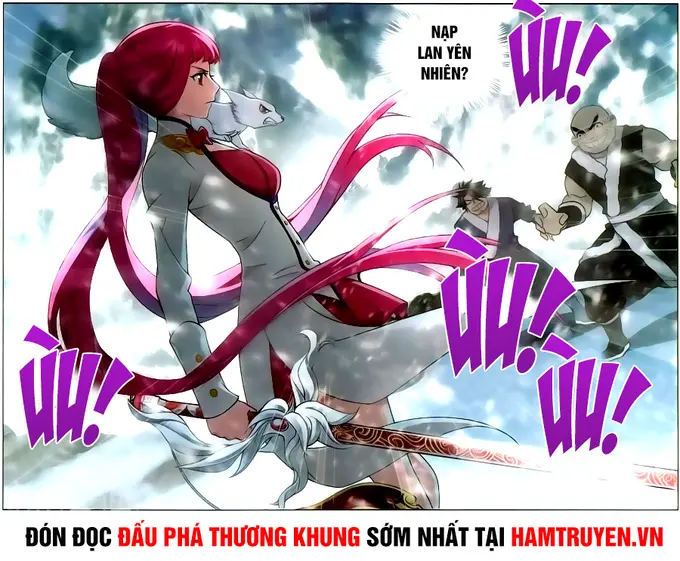 NẠP
LAN YÊN
NHIÊN?
ÙU!
ÙU!
ÙU!
ÙU!
ĐÓN ĐỌC ĐẤU PHÁ THƯƠNG KHUNG SỚM NHẤT TẠI HAMTRUYEN.VN